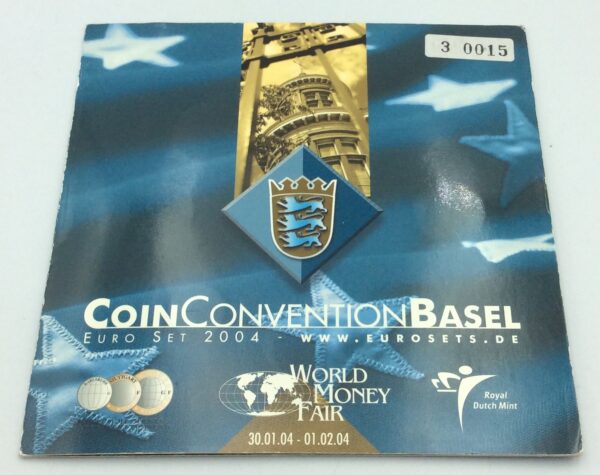 3 0015
COINCONVENTIONBASEL
EURO SET 2004 - WWW.EUROSETS.DE
WORLD
MONEY
FAIR
30.01.04 - 01.02.04
Royal
Dutch Mint